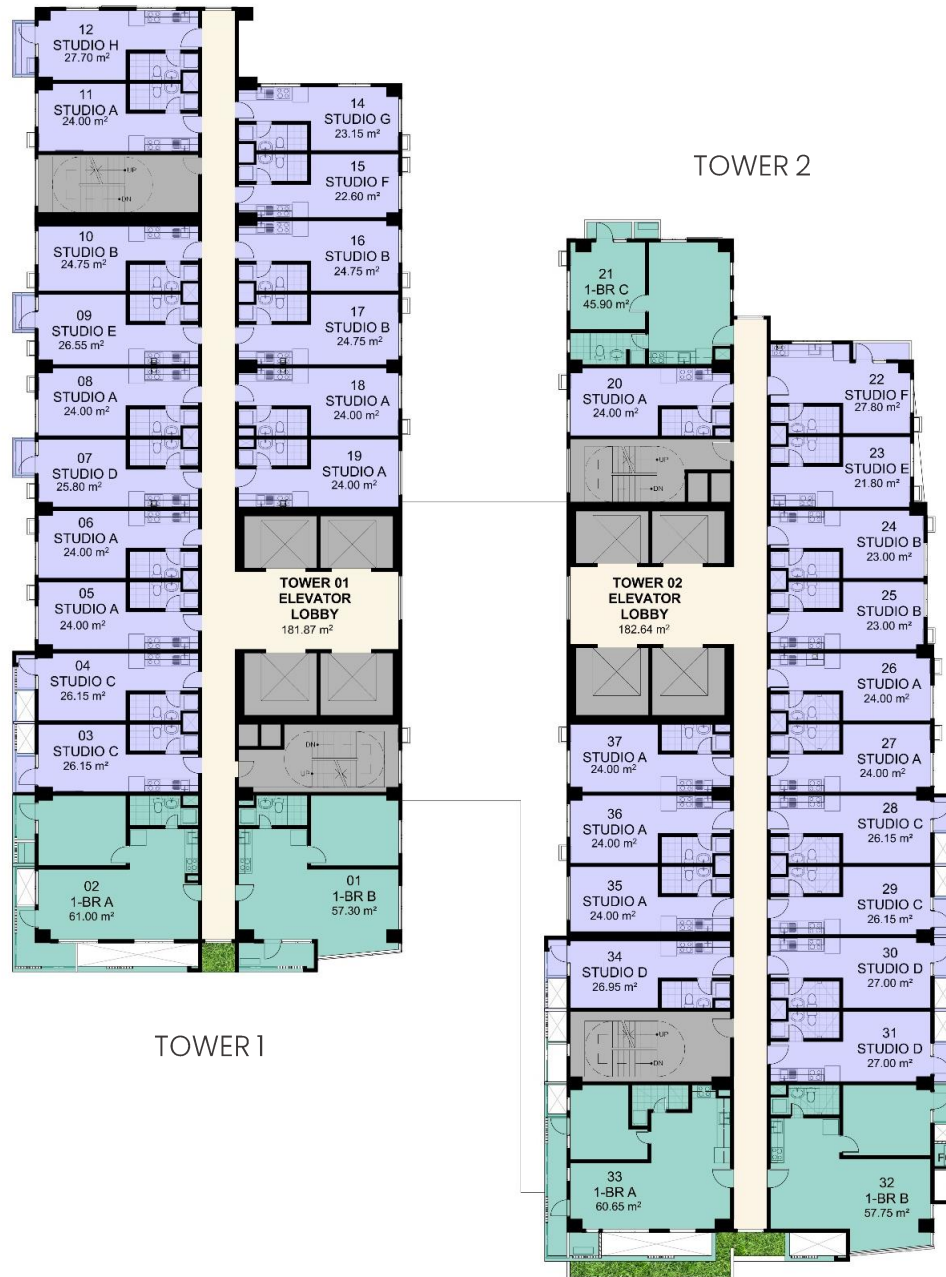 12
STUDIO H
27.70 m²
11
STUDIO A
24.00 m²
UP
DN
10
STUDIO B
24.75 m²
09
STUDIO E
26.55 m²
08
STUDIO A
24.00 m²
07
STUDIO D
25.80 m²
06
STUDIO A
24.00 m²
05
STUDIO A
24.00 m²
04
STUDIO C
26.15 m²
03
STUDIO C
26.15 m²
02
1-BR A
61.00 m²
14
STUDIO G
23.15 m²
15
STUDIO F
22.60 m²
16
STUDIO B
24.75 m²
17
STUDIO B
24.75 m²
18
STUDIO A
24.00 m²
19
STUDIO A
24.00 m²
TOWER 01
ELEVATOR
LOBBY
181.87 m²
DN
UP
01
1-BR B
57.30 m²
TOWER 1
TOWER 2
21
1-BR C
45.90 m²
20
STUDIO A
24.00 m²
UP
DN
TOWER 02
ELEVATOR
LOBBY
182.64 m²
37
STUDIO A
24.00 m²
36
STUDIO A
24.00 m²
35
STUDIO A
24.00 m²
34
STUDIO D
26.95 m²
UP
DN
33
1-BR A
60.65 m²
22
STUDIO F
27.80 m²
23
STUDIO E
21.80 m²
24
STUDIO B
23.00 m²
25
STUDIO B
23.00 m²
26
STUDIO A
24.00 m²
27
STUDIO A
24.00 m²
28
STUDIO C
26.15 m²
29
STUDIO C
26.15 m²
30
STUDIO D
27.00 m²
31
STUDIO D
27.00 m²
32
1-BR B
57.75 m²